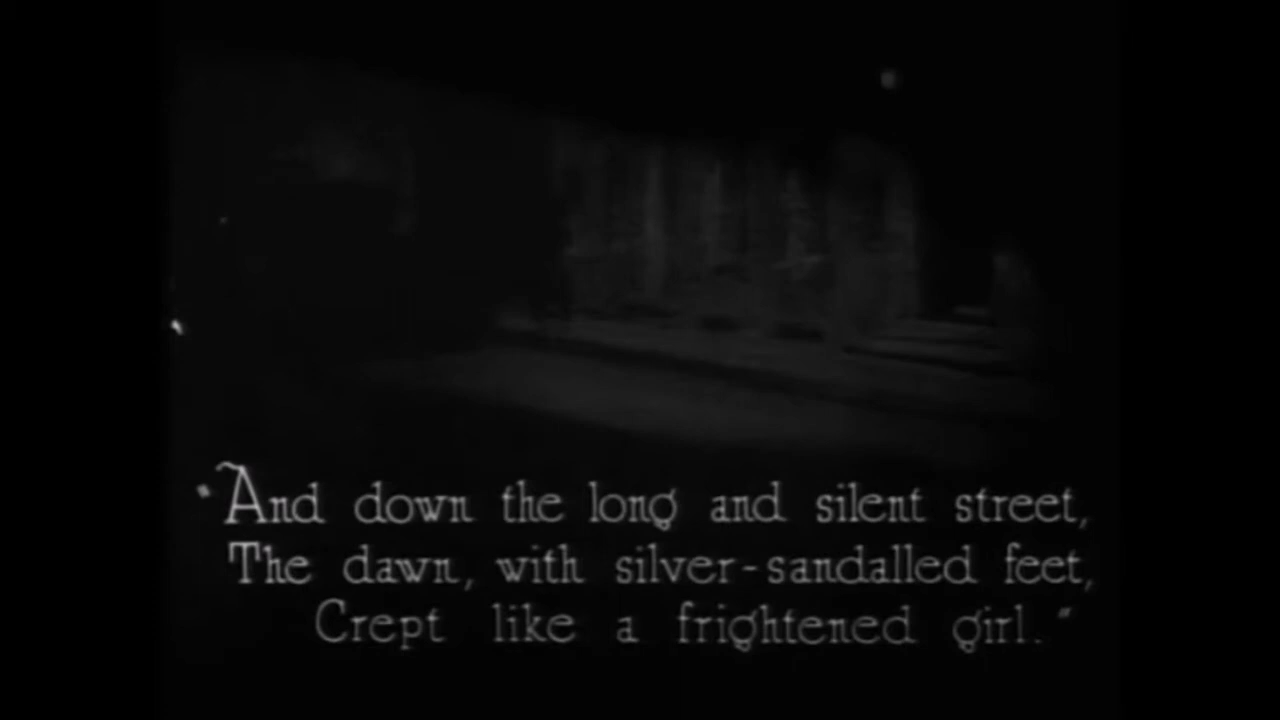 "And down the long and silent street,
The dawn, with silver-sandalled feet,
Crept like a frightened girl."